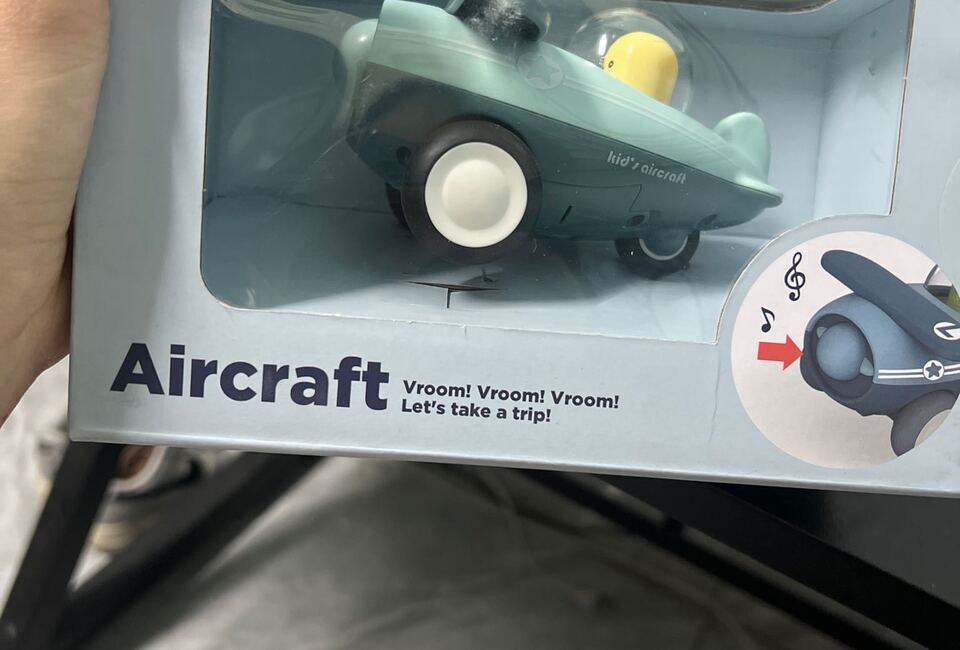 kid's aircraft
Aircraft
Vroom! Vroom! Vroom!
Let's take a trip!